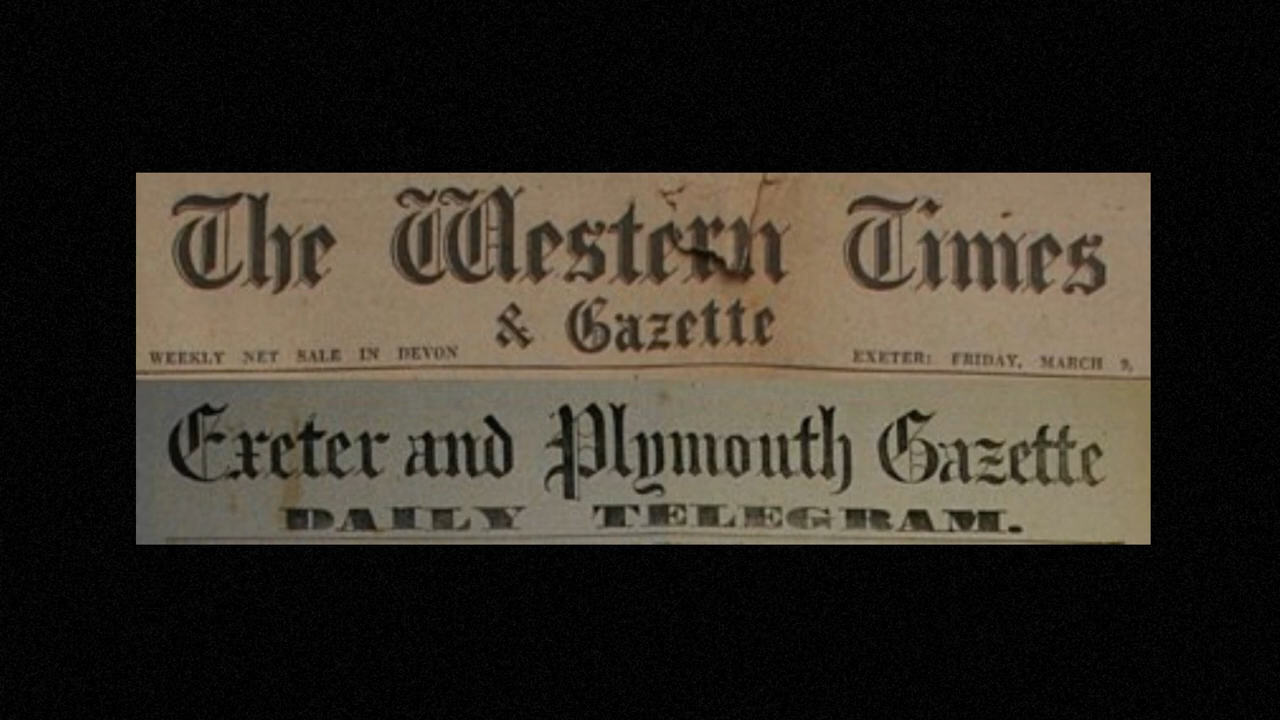 The Western Times
& Gazette
WEEKLY NET SALE IN DEVON
EXETER: FRIDAY, MARCH 9,
Exeter and Plymouth Gazette
DAILY TELEGRAM.